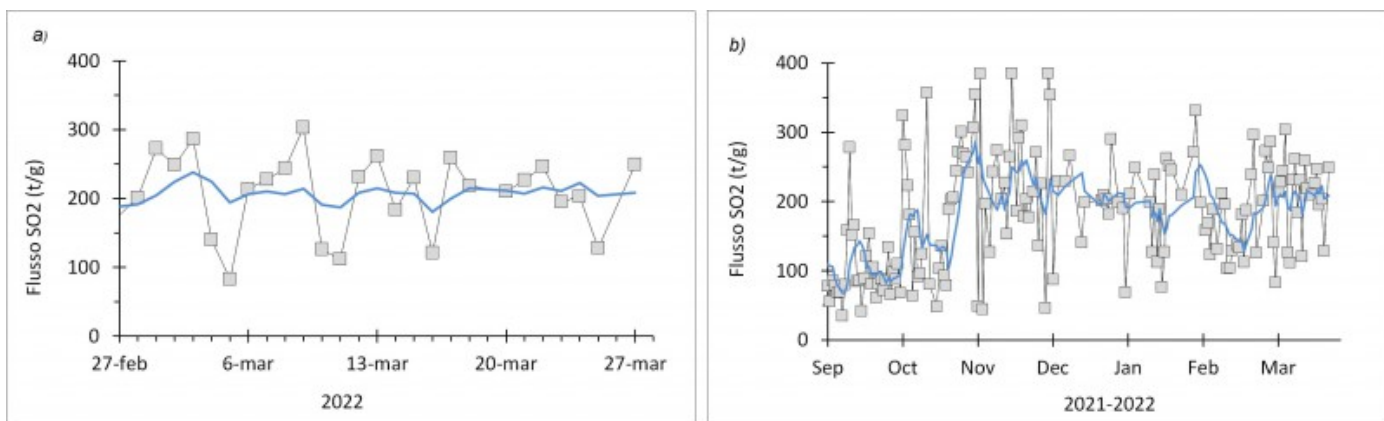 a)
400
300
200
100
0
Flusso SO2 (t/g)
27-feb 6-mar 13-mar 20-mar 27-mar
2022
b)
400
300
200
100
0
Flusso SO2 (t/g)
Sep Oct Nov Dec Jan Feb Mar
2021-2022